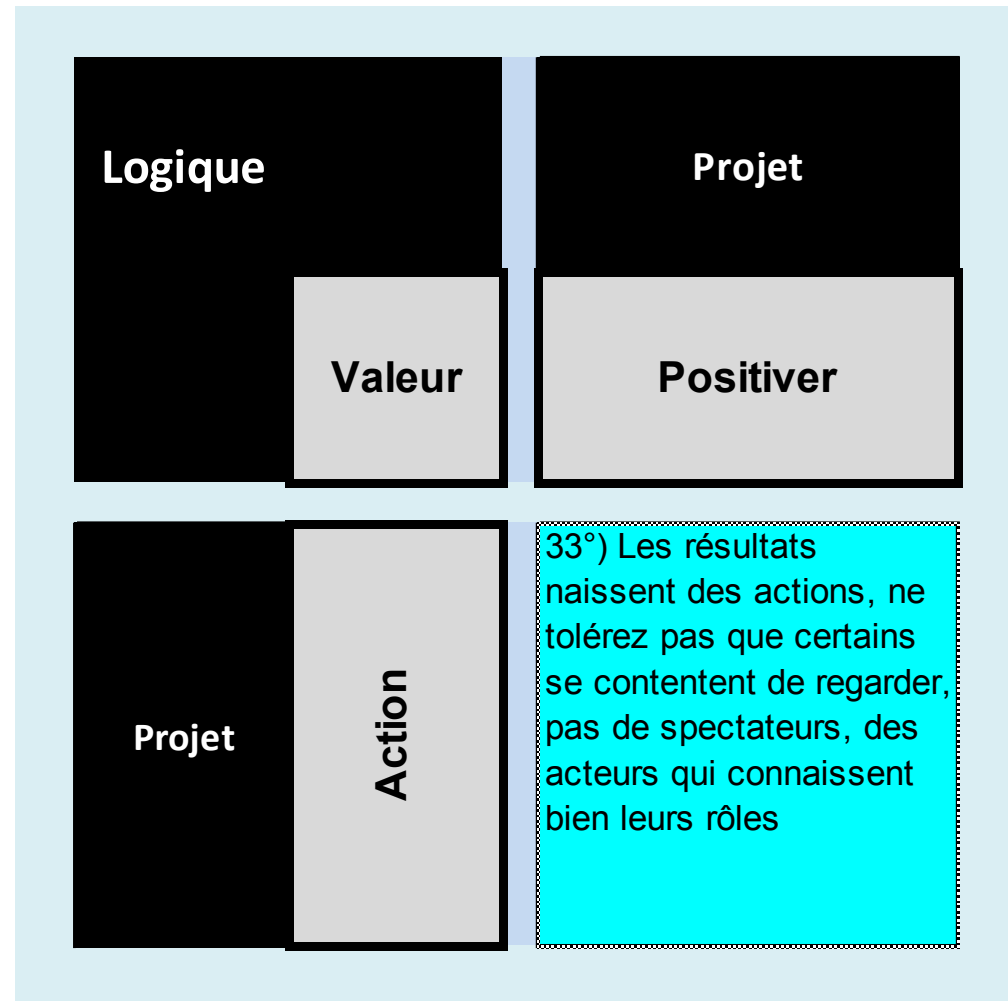 Logique
Projet
Valeur
Positiver
Projet
Action
33°) Les résultats
naissent des actions, ne
tolérez pas que certains
se contentent de regarder,
pas de spectateurs, des
acteurs qui connaissent
bien leurs rôles